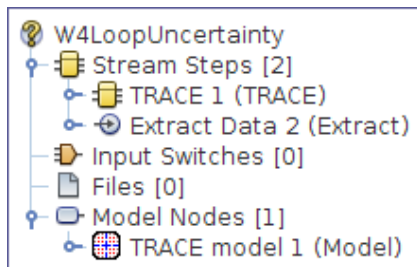 W4LoopUncertainty
Stream Steps [2]
TRACE 1 (TRACE)
Extract Data 2 (Extract)
Input Switches [0]
Files [0]
Model Nodes [1]
TRACE model 1 (Model)